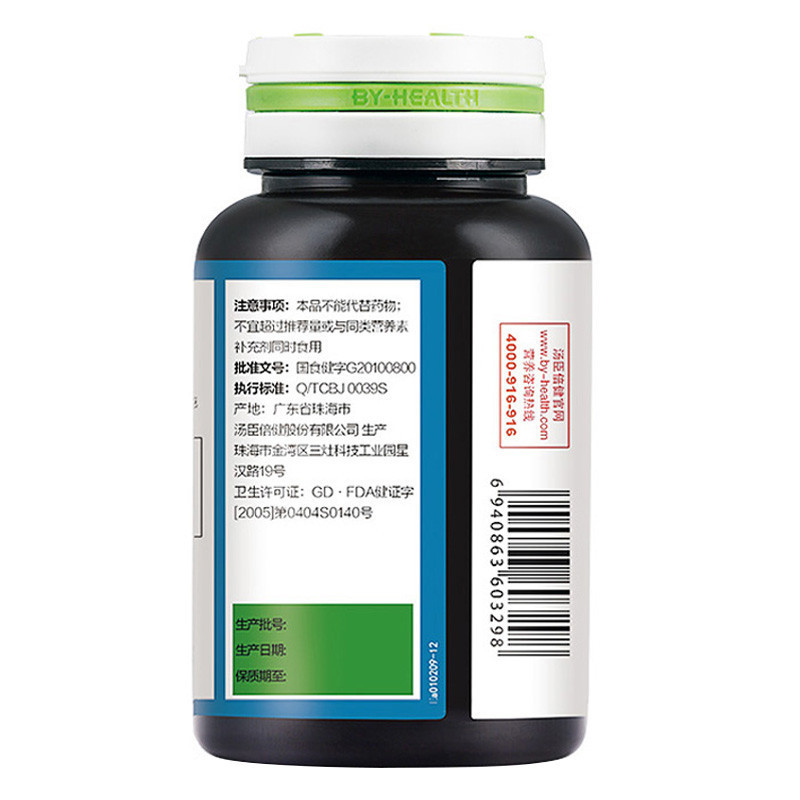 BY-HEALTH
注意事项：本品不能代替药物；
不宜超过推荐量或与同类营养素
补充剂同时食用
批准文号：国食健字G20100800
执行标准：Q/TCBJ 0039S
产地：广东省珠海市
汤臣倍健股份有限公司 生产
珠海市金湾区三灶科技工业园星
汉路19号
卫生许可证：GD·FDA健证字
[2005]第0404S0140号
生产批号:
生产日期:
保质期至:
a010209-12
汤臣倍健官网
www.by-health.com
营养咨询热线
4000-916-916
6 940863 603298